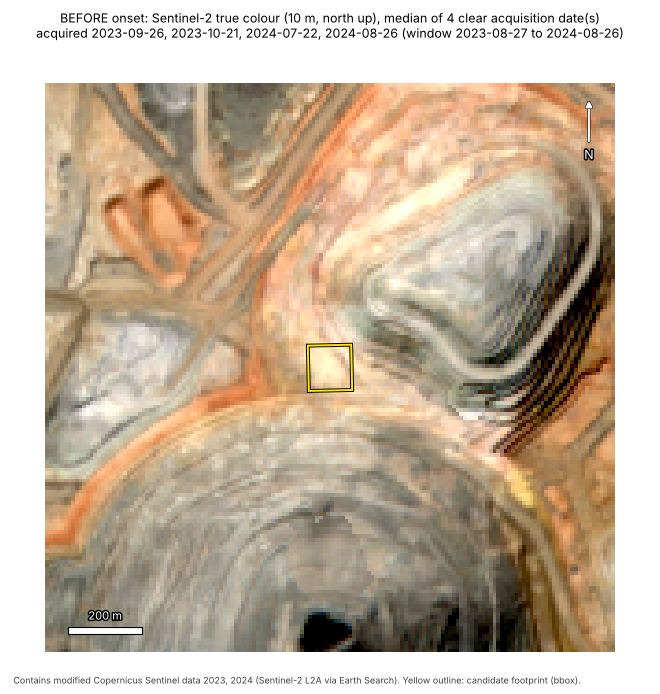 BEFORE onset: Sentinel-2 true colour (10 m, north up), median of 4 clear acquisition date(s)
acquired 2023-09-26, 2023-10-21, 2024-07-22, 2024-08-26 (window 2023-08-27 to 2024-08-26)
N
200 m
Contains modified Copernicus Sentinel data 2023, 2024 (Sentinel-2 L2A via Earth Search). Yellow outline: candidate footprint (bbox).